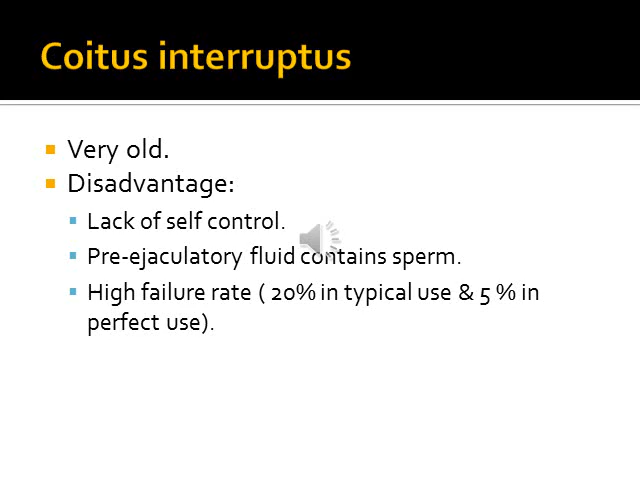 Coitus interruptus
Very old.
Disadvantage:
Lack of self control.
Pre-ejaculatory fluid contains sperm.
High failure rate ( 20% in typical use & 5 % in
perfect use).